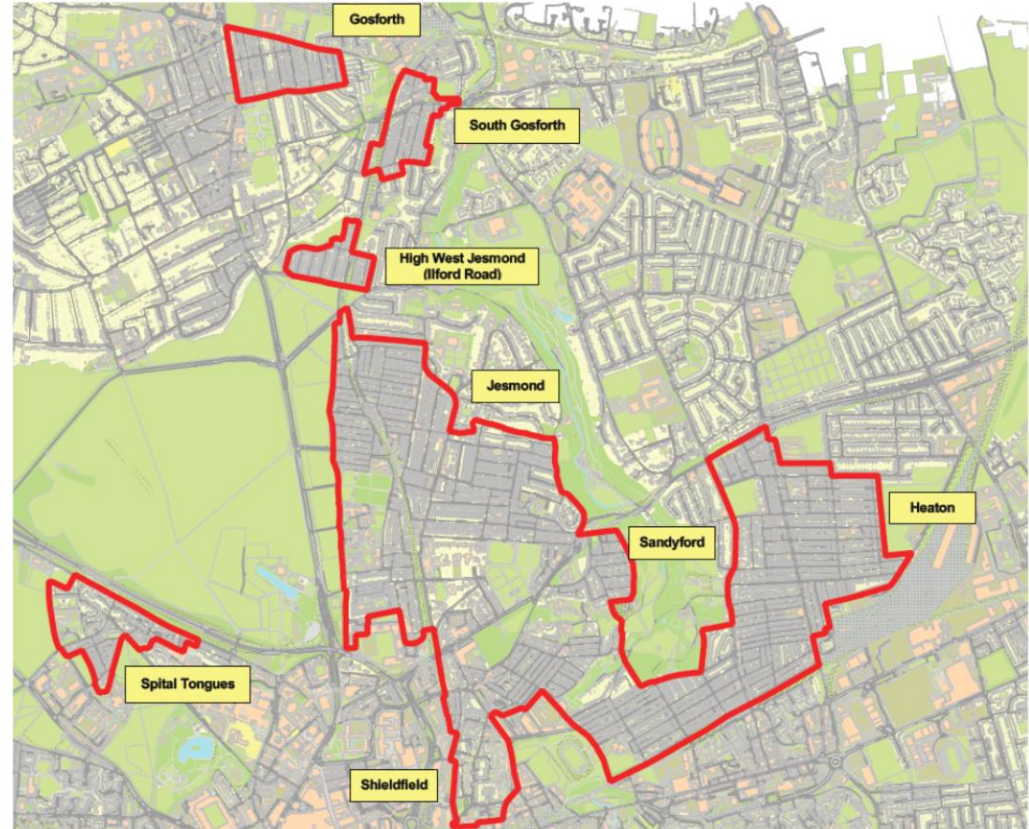 Gosforth
South Gosforth
High West Jesmond
(Ilford Road)
Jesmond
Heaton
Sandyford
Spital Tongues
Shieldfield